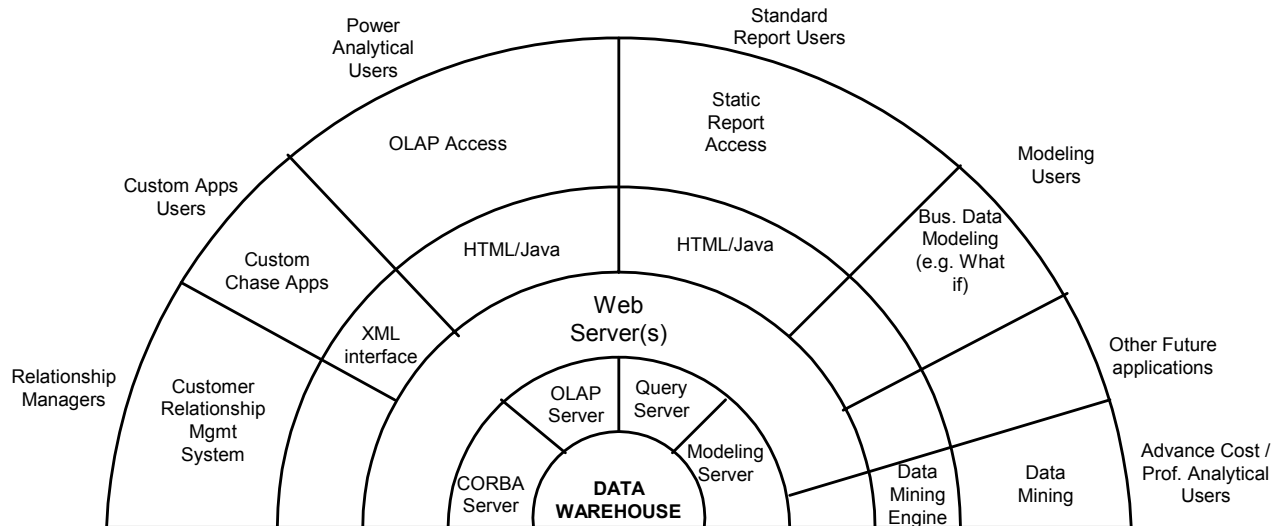 Standard
Report Users
Power
Analytical
Users
Static
Report
Access
OLAP Access
Modeling
Users
Custom Apps
Users
Bus. Data
Modeling
(e.g. What
if)
HTML/Java
HTML/Java
Custom
Chase Apps
Web
Server(s)
XML
interface
Other Future
applications
Relationship
Managers
Customer
Relationship
Mgmt
System
OLAP
Server
Query
Server
Modeling
Server
Advance Cost /
Prof. Analytical
Users
CORBA
Server
DATA
WAREHOUSE
Data
Mining
Engine
Data
Mining